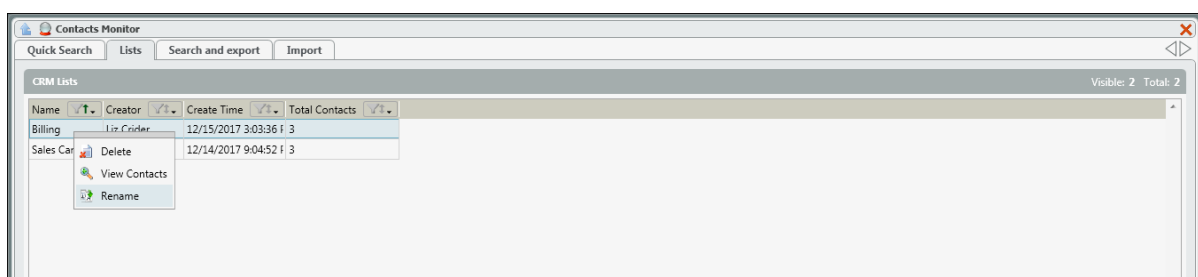 Contacts Monitor
Quick Search Lists Search and export Import
CRM Lists Visible: 2 Total: 2
Name Creator Create Time Total Contacts
Billing Liz Crider 12/15/2017 3:03:36 P 3
Sales Car 12/14/2017 9:04:52 P 3
Delete
View Contacts
Rename